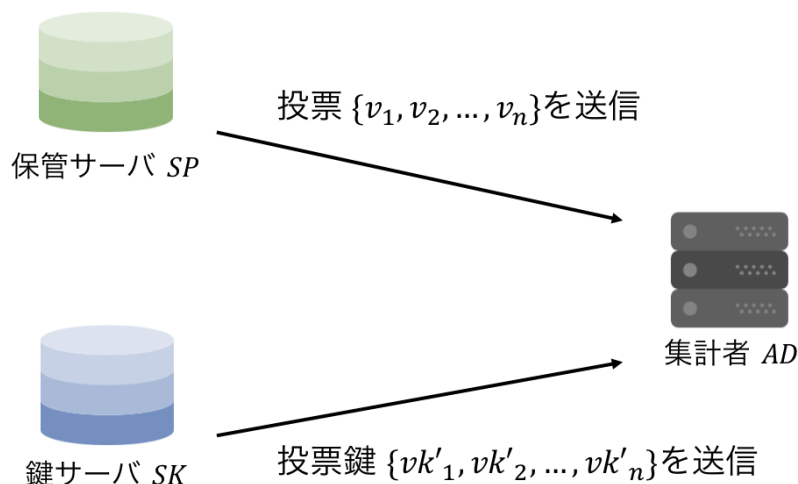 投票 {v₁, v₂, …, vₙ}を送信
保管サーバ SP
集計者 AD
投票鍵 {vk′₁, vk′₂, …, vk′ₙ}を送信
鍵サーバ SK